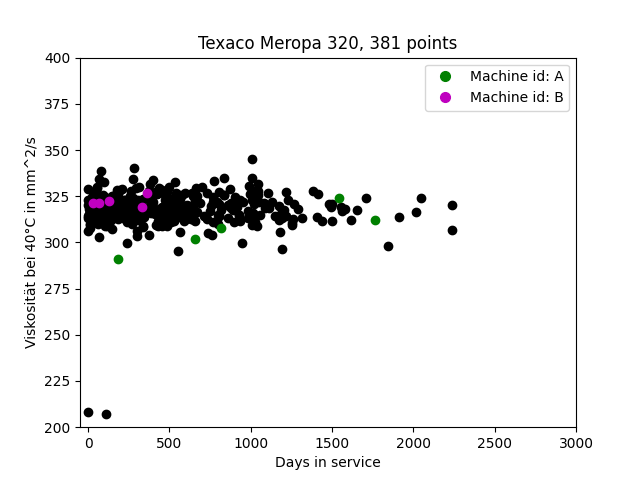 Texaco Meropa 320, 381 points
Machine id: A
Machine id: B
400
375
350
325
300
275
250
225
200
Viskosität bei 40°C in mm^2/s
0 500 1000 1500 2000 2500 3000
Days in service